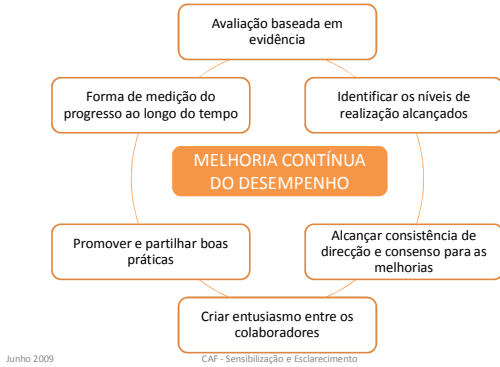 Avaliação baseada em
evidência
Forma de medição do
progresso ao longo do tempo
Identificar os níveis de
realização alcançados
MELHORIA CONTÍNUA
DO DESEMPENHO
Promover e partilhar boas
práticas
Alcançar consistência de
direcção e consenso para as
melhorias
Criar entusiasmo entre os
colaboradores
Junho 2009
CAF - Sensibilização e Esclarecimento